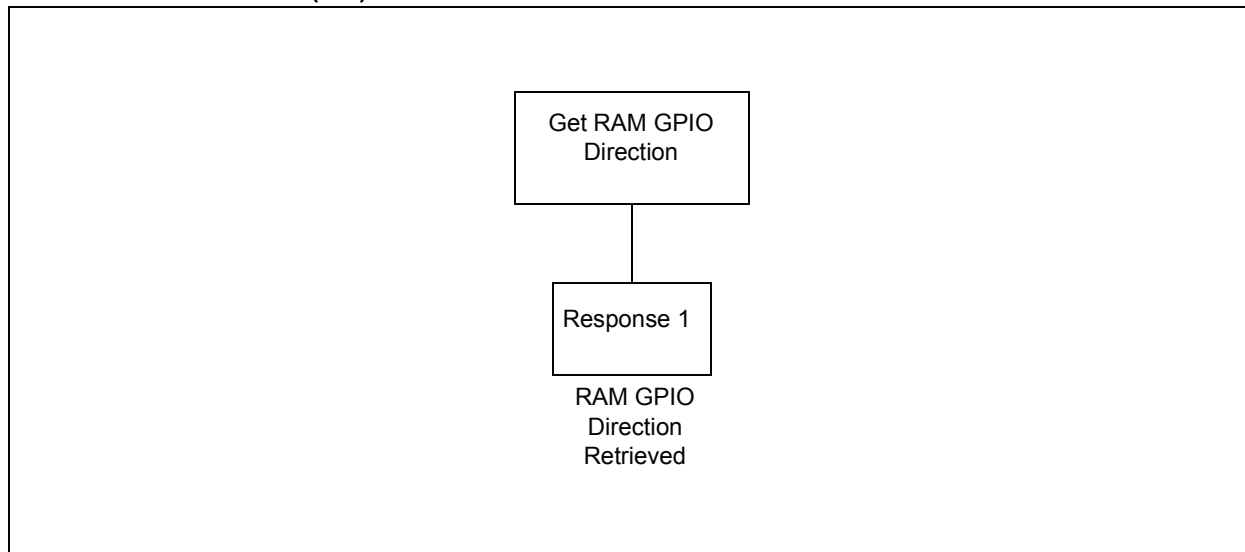 Get RAM GPIO
Direction
Response 1
RAM GPIO
Direction
Retrieved